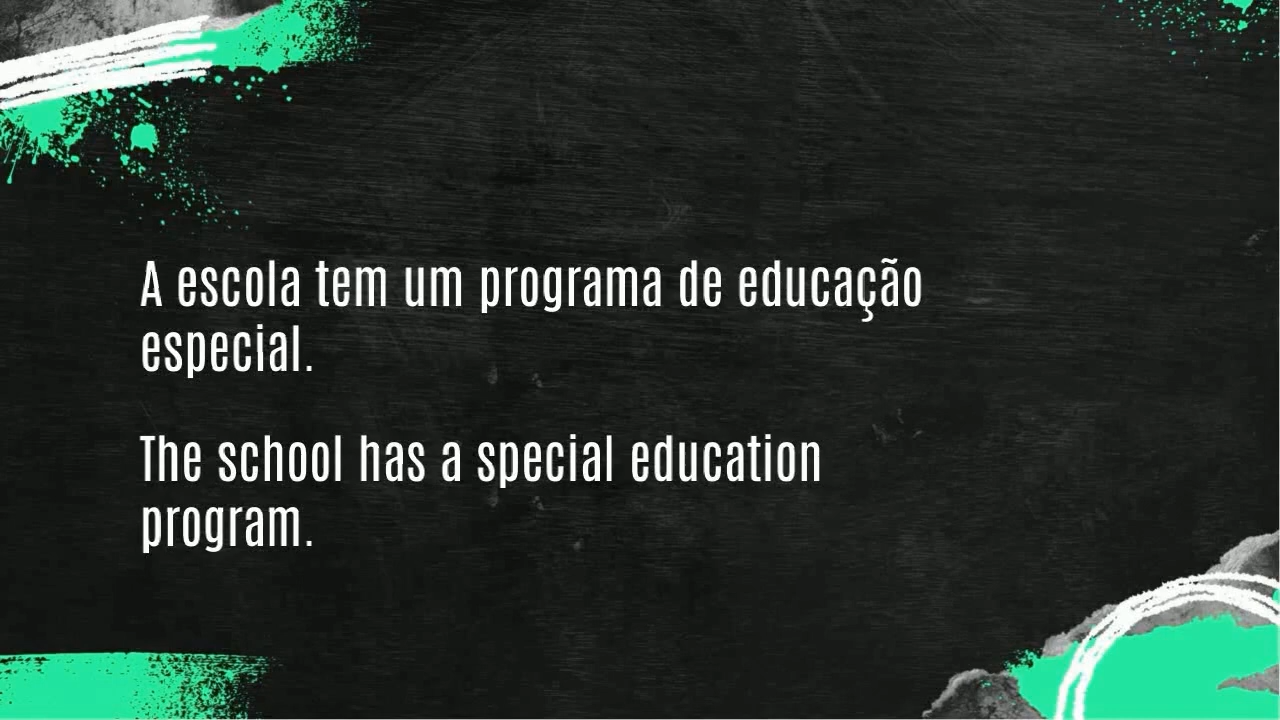 A escola tem um programa de educação
especial.
The school has a special education
program.